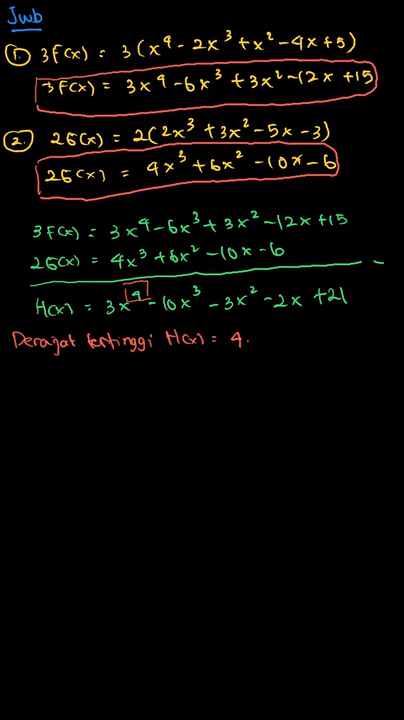 Jwb
1. 3F(x) = 3(x⁴ - 2x³ + x² - 4x + 5)
3F(x) = 3x⁴ - 6x³ + 3x² - 12x + 15
2. 2G(x) = 2(2x³ + 3x² - 5x - 3)
2G(x) = 4x³ + 6x² - 10x - 6
3F(x) = 3x⁴ - 6x³ + 3x² - 12x + 15
2G(x) = 4x³ + 6x² - 10x - 6 -
H(x) = 3x⁴ - 10x³ - 3x² - 2x + 21
Derajat tertinggi H(x) = 4.